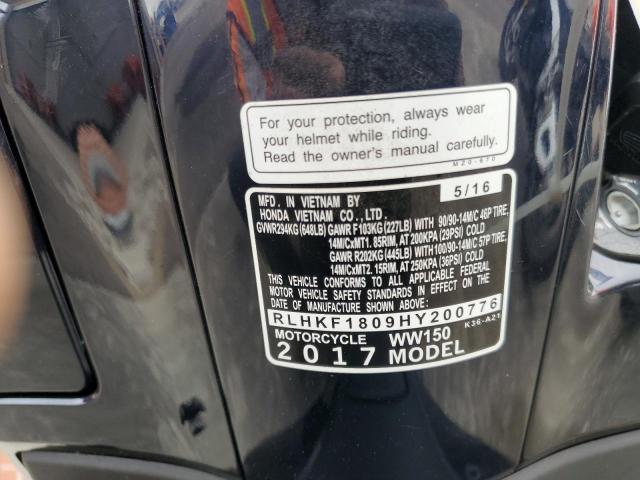 For your protection, always wear
your helmet while riding.
Read the owner's manual carefully.
MZ0-670
5/16
MFD. IN VIETNAM BY
HONDA VIETNAM CO., LTD.
GVWR294KG (648LB) GAWR F103KG (227LB) WITH 90/90-14M/C 46P TIRE,
14M/CxMT1. 85RIM, AT 200KPA (29PSI) COLD
GAWR R202KG (445LB) WITH 100/90-14M/C 57P TIRE,
14M/CxMT2. 15RIM, AT 250KPA (36PSI) COLD
THIS VEHICLE CONFORMS TO ALL APPLICABLE FEDERAL
MOTOR VEHICLE SAFETY STANDARDS IN EFFECT ON THE
DATE OF MANUFACTURE SHOWN ABOVE.
RLHKF1809HY200776
K36-A21
MOTORCYCLE WW150
2017 MODEL